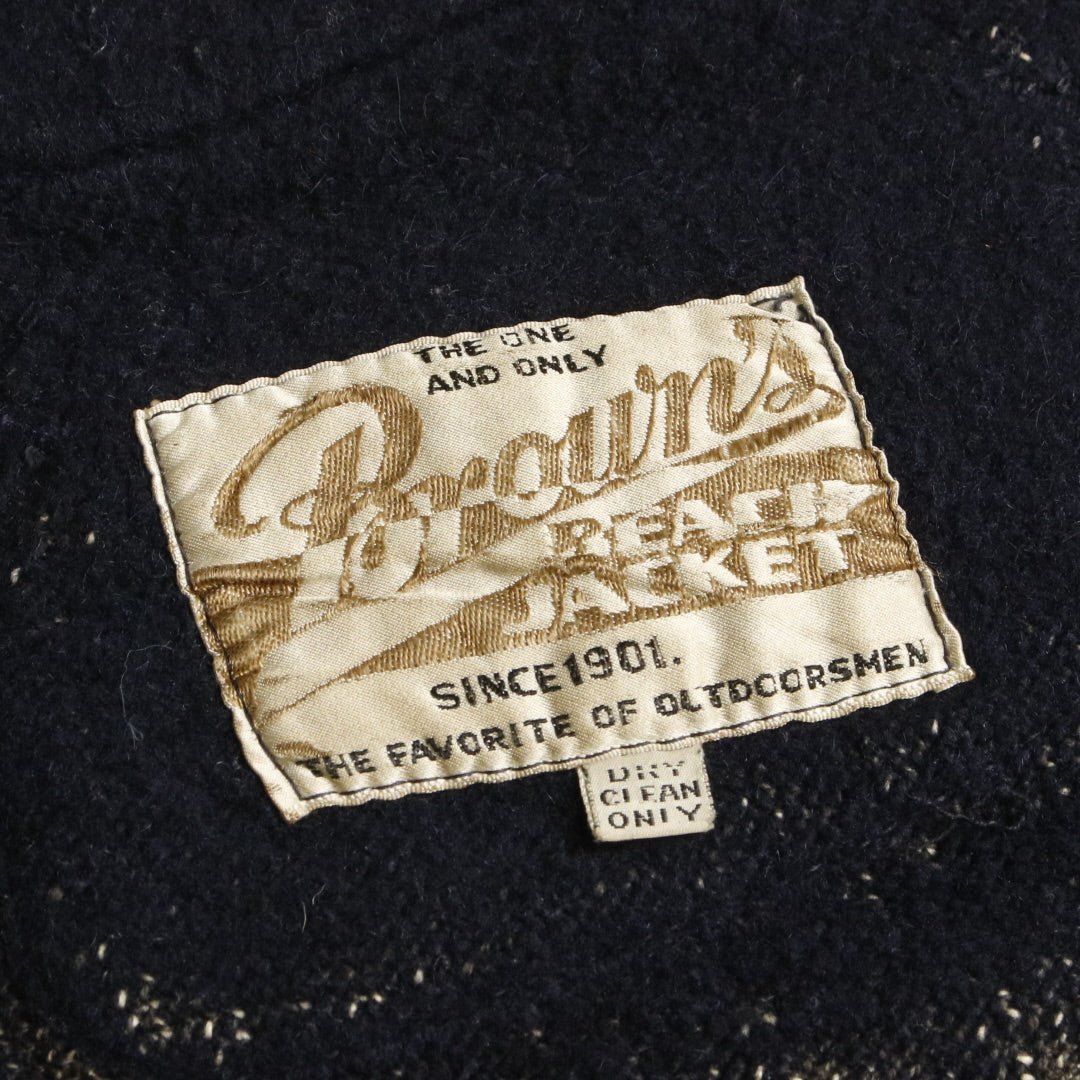 THE ONE
AND ONLY
Brown's
BEACH
JACKET
SINCE 1901.
THE FAVORITE OF OUTDOORSMEN
DRY
CLEAN
ONLY